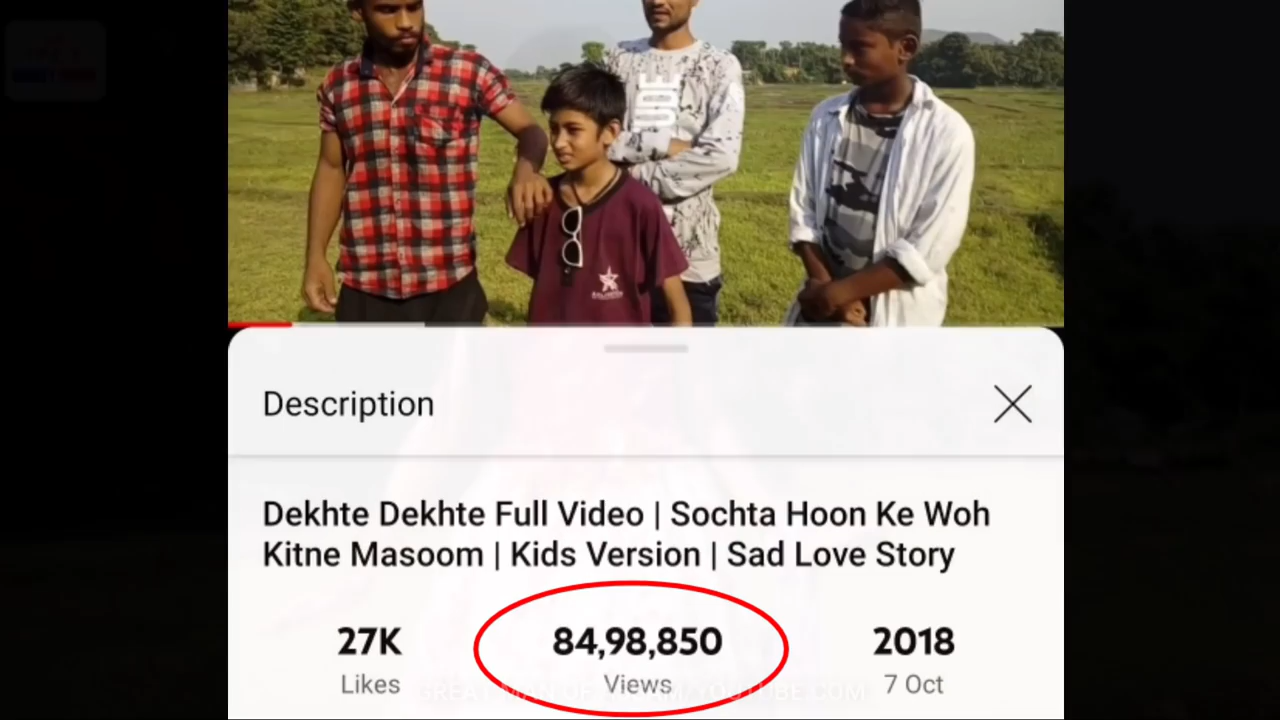 UBE
Description
Dekhte Dekhte Full Video | Sochta Hoon Ke Woh
Kitne Masoom | Kids Version | Sad Love Story
27K
84,98,850
2018
Likes
Views
7 Oct